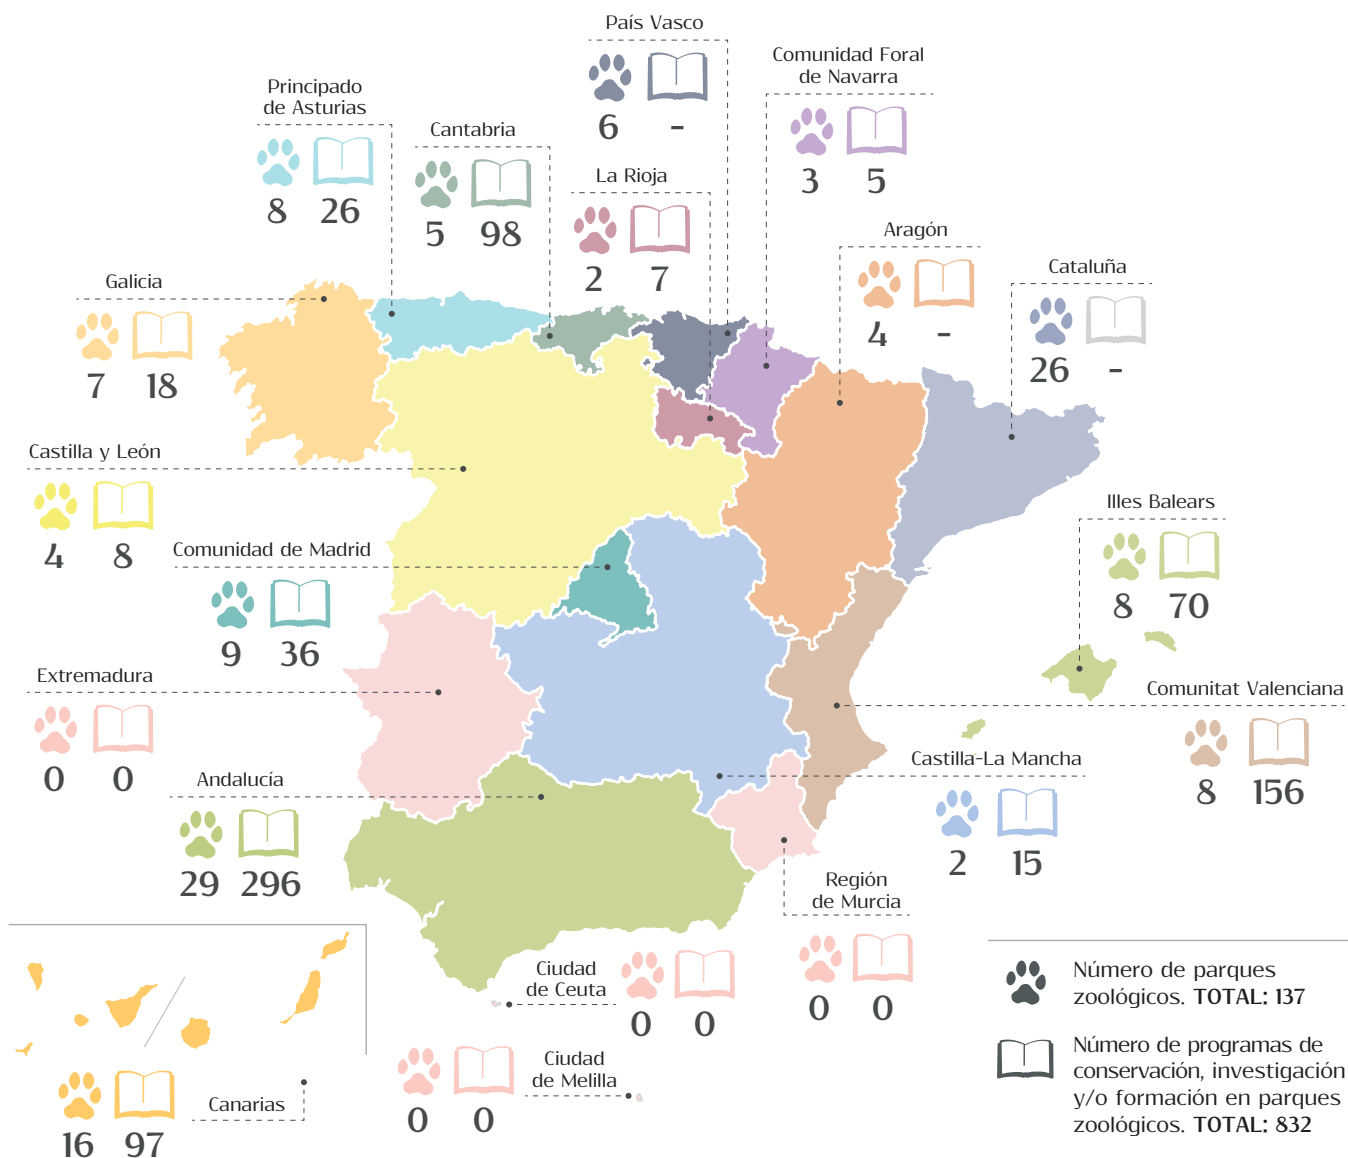 País Vasco
6 -
Comunidad Foral
de Navarra
3 5
Principado
de Asturias
8 26
Cantabria
5 98
La Rioja
2 7
Aragón
4 -
Cataluña
26 -
Galicia
7 18
Castilla y León
4 8
Comunidad de Madrid
9 36
Illes Balears
8 70
Extremadura
0 0
Comunitat Valenciana
8 156
Castilla-La Mancha
2 15
Andalucía
29 296
Región
de Murcia
0 0
Ciudad
de Ceuta
0 0
Ciudad
de Melilla
0 0
Canarias
16 97
Número de parques
zoológicos. TOTAL: 137
Número de programas de
conservación, investigación
y/o formación en parques
zoológicos. TOTAL: 832